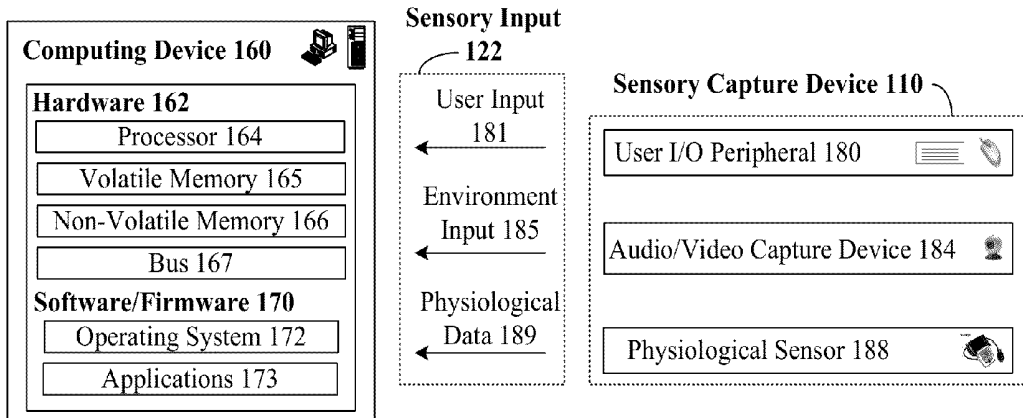 Computing Device 160
Hardware 162
Processor 164
Volatile Memory 165
Non-Volatile Memory 166
Bus 167
Software/Firmware 170
Operating System 172
Applications 173
Sensory Input
122
User Input
181
Environment
Input 185
Physiological
Data 189
Sensory Capture Device 110
User I/O Peripheral 180
Audio/Video Capture Device 184
Physiological Sensor 188